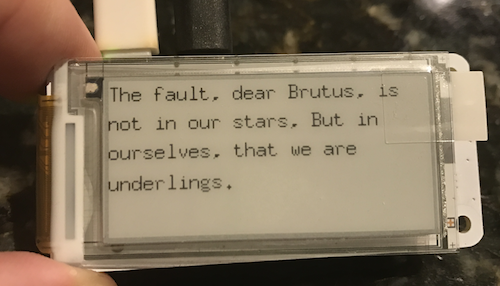 The fault, dear Brutus, is
not in our stars, But in
ourselves, that we are
underlings.